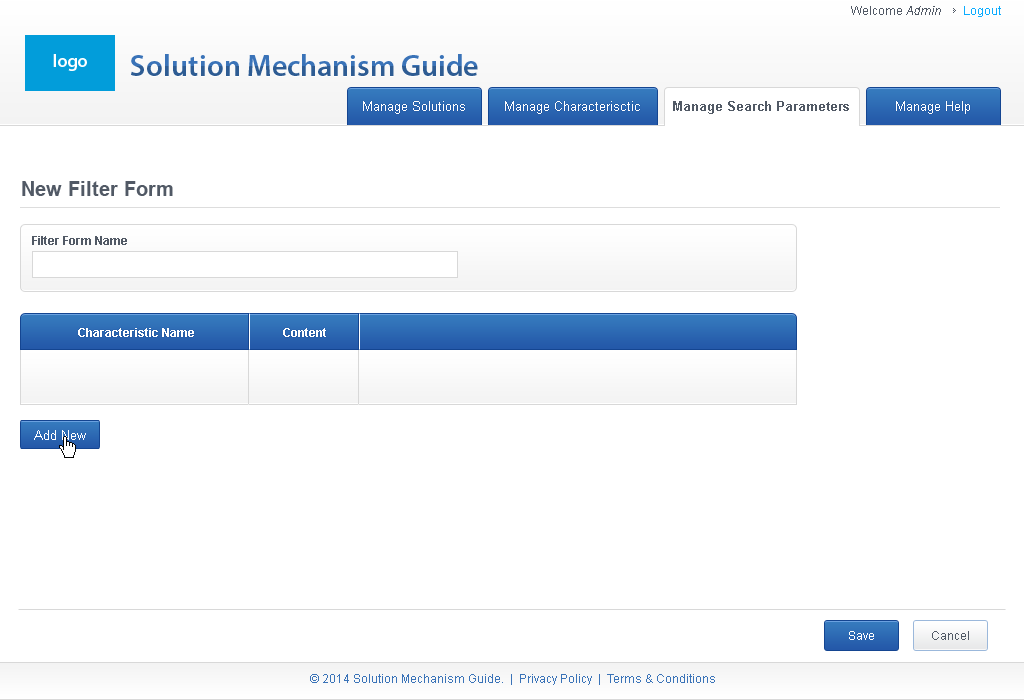 Welcome Admin › Logout
logo
Solution Mechanism Guide
Manage Solutions
Manage Characterisctic
Manage Search Parameters
Manage Help
New Filter Form
Filter Form Name
Characteristic Name
Content
Add New
Save
Cancel
© 2014 Solution Mechanism Guide. | Privacy Policy | Terms & Conditions